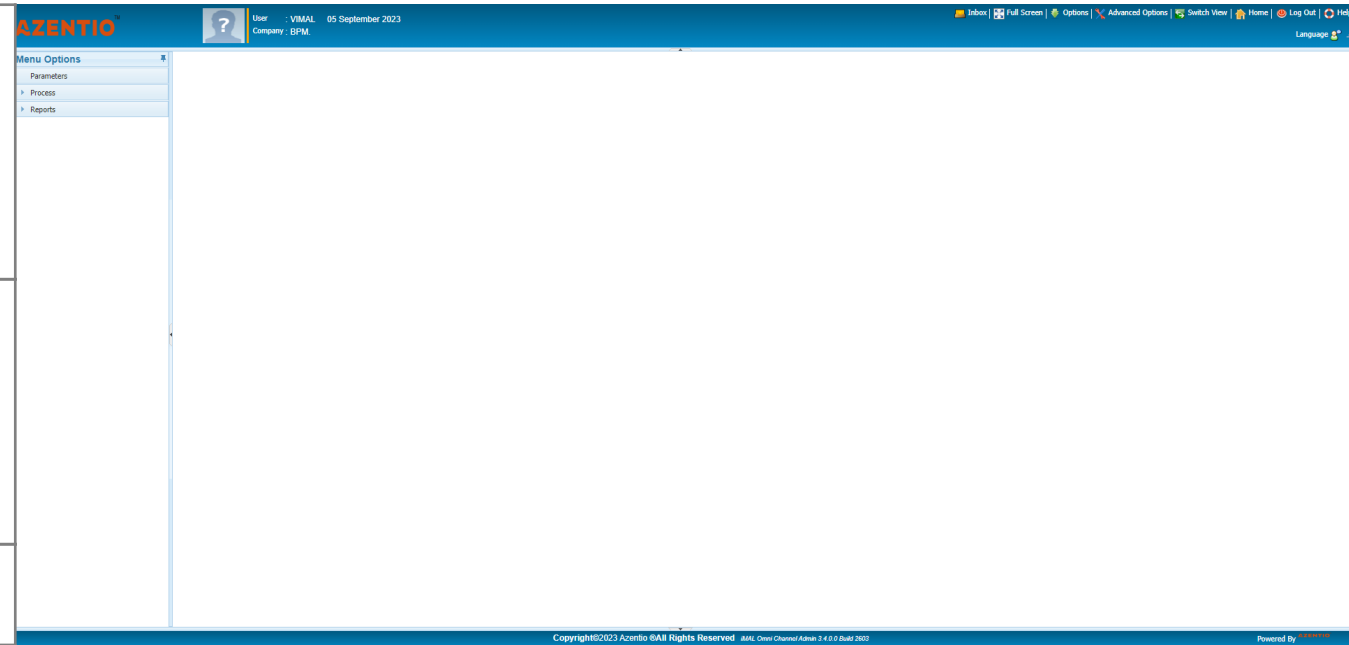 AZENTIO
User : VIMAL 05 September 2023
Company : BPM.
Inbox | Full Screen | Options | Advanced Options | Switch View | Home | Log Out | Hel
Language
Menu Options
Parameters
Process
Reports
Copyright©2023 Azentio ©All Rights Reserved iMAL Omni Channel Admin 3.4.0.0 Build 2603
Powered By AZENTIO